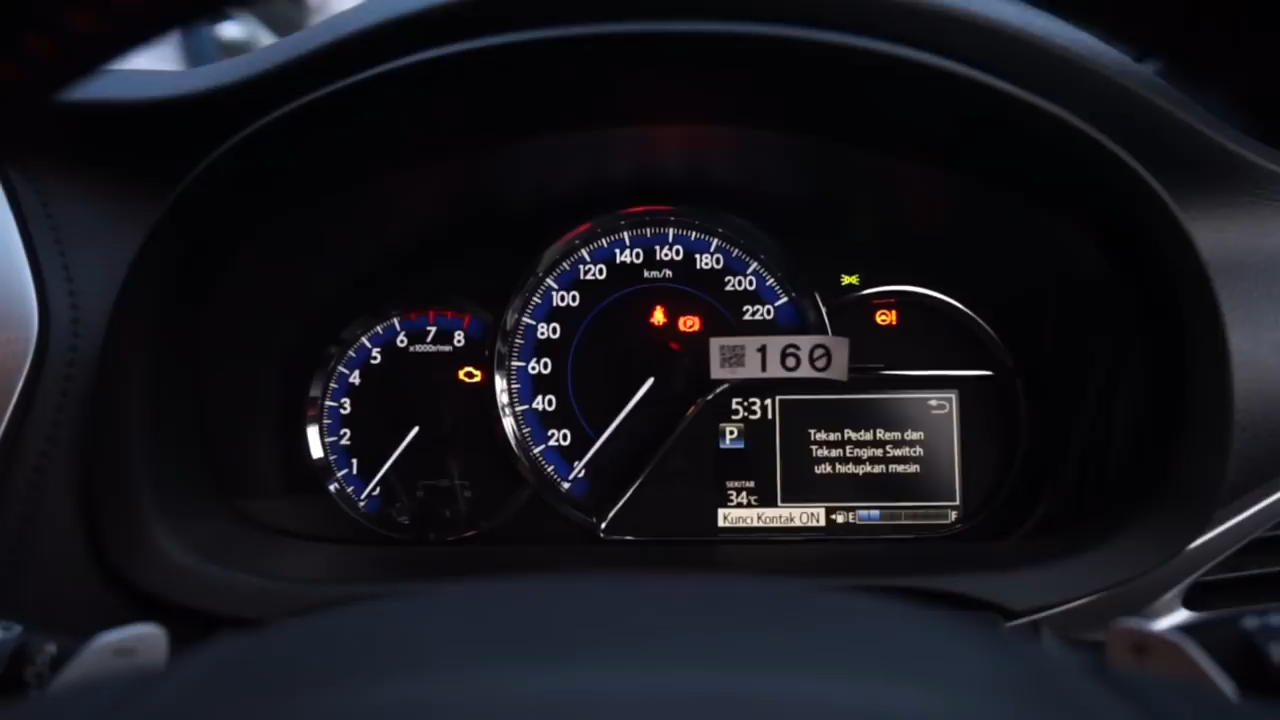 1
2
3
4
5
6
7
8
x1000r/min
20
40
60
80
100
120
140
160
180
200
220
km/h
P
160
5:31
P
Tekan Pedal Rem dan
Tekan Engine Switch
utk hidupkan mesin
SEKITAR
34°C
Kunci Kontak ON
E
F